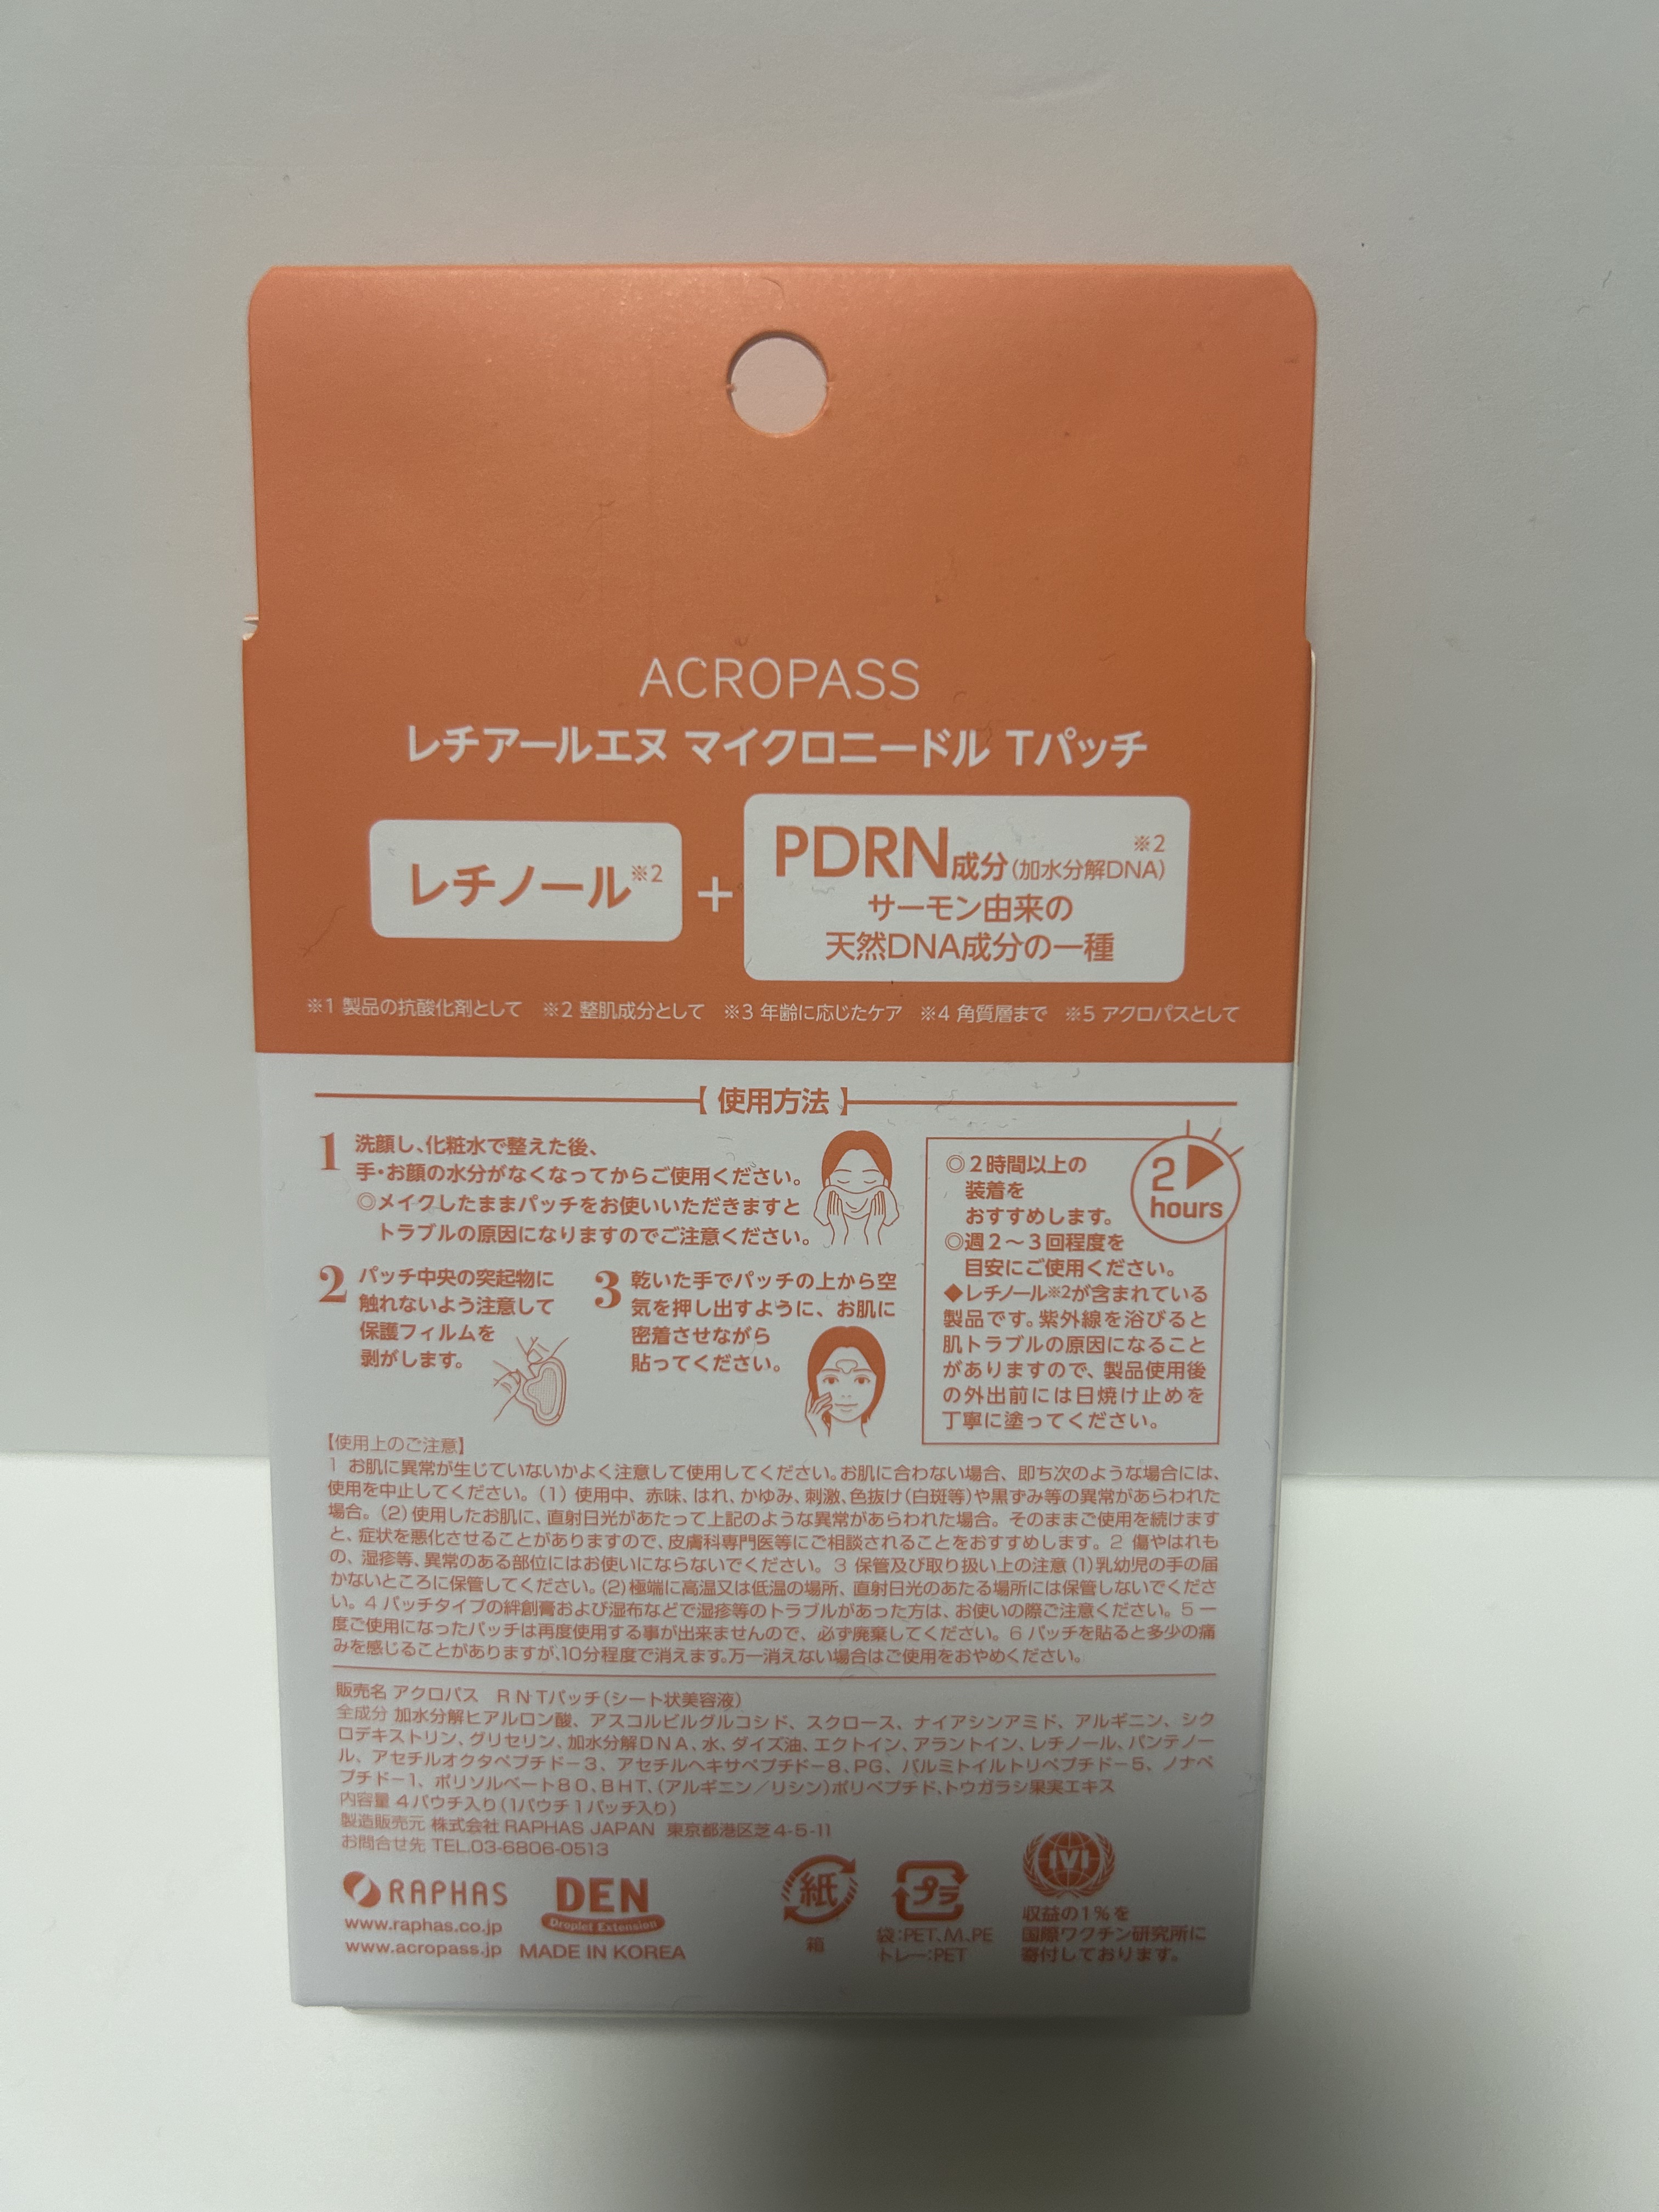 ACROPASS
レチアールエヌ マイクロニードル Tパッチ
レチノール※2
+
PDRN成分(加水分解DNA)※2
サーモン由来の
天然DNA成分の一種
※1 製品の抗酸化剤として ※2 整肌成分として ※3 年齢に応じたケア ※4 角質層まで ※5 アクロパスとして
【使用方法】
1 洗顔し、化粧水で整えた後、
手・お顔の水分がなくなってからご使用ください。
◎メイクしたままパッチをお使いいただきますと
トラブルの原因になりますのでご注意ください。
2 パッチ中央の突起物に
触れないよう注意して
保護フィルムを
剥がします。
3 乾いた手でパッチの上から空
気を押し出すように、お肌に
密着させながら
貼ってください。
2
hours
◎2時間以上の
装着を
おすすめします。
◎週2～3回程度を
目安にご使用ください。
◆レチノール※2が含まれている
製品です。紫外線を浴びると
肌トラブルの原因になること
がありますので、製品使用後
の外出前には日焼け止めを
丁寧に塗ってください。
【使用上のご注意】
1 お肌に異常が生じていないかよく注意して使用してください。お肌に合わない場合、即ち次のような場合には、
使用を中止してください。(1) 使用中、赤味、はれ、かゆみ、刺激、色抜け(白斑等)や黒ずみ等の異常があらわれた
場合。(2) 使用したお肌に、直射日光があたって上記のような異常があらわれた場合。そのままご使用を続けます
と、症状を悪化させることがありますので、皮膚科専門医等にご相談されることをおすすめします。2 傷やはれも
の、湿疹等、異常のある部位にはお使いにならないでください。3 保管及び取り扱い上の注意 (1)乳幼児の手の届
かないところに保管してください。(2)極端に高温又は低温の場所、直射日光のあたる場所には保管しないでくださ
い。4 パッチタイプの絆創膏および湿布などで湿疹等のトラブルがあった方は、お使いの際ご注意ください。5 一
度ご使用になったパッチは再度使用する事が出来ませんので、必ず廃棄してください。6 パッチを貼ると多少の痛
みを感じることがありますが、10分程度で消えます。万一消えない場合はご使用をおやめください。
販売名 アクロパス RNTパッチ(シート状美容液)
全成分 加水分解ヒアルロン酸、アスコルビルグルコシド、スクロース、ナイアシンアミド、アルギニン、シク
ロデキストリン、グリセリン、加水分解DNA、水、ダイズ油、エクトイン、アラントイン、レチノール、パンテノー
ル、アセチルオクタペプチド-3、アセチルヘキサペプチド-8、PG、パルミトイルトリペプチド-5、ノナペ
プチド-1、ポリソルベート80、BHT、(アルギニン／リシン)ポリペプチド、トウガラシ果実エキス
内容量 4パウチ入り(1パウチ1パッチ入り)
製造販売元 株式会社 RAPHAS JAPAN 東京都港区芝4-5-11
お問合せ先 TEL.03-6806-0513
RAPHAS
www.raphas.co.jp
www.acropass.jp
DEN
Droplet Extension
MADE IN KOREA
紙
箱
プラ
袋:PET、M、PE
トレー:PET
IVI
収益の1%を
国際ワクチン研究所に
寄付しております。